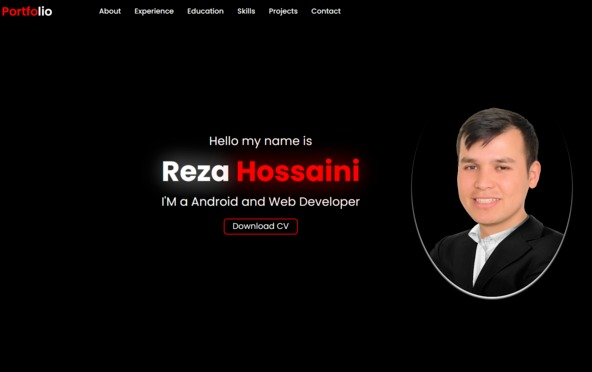 Portfolio
About Experience Education Skills Projects Contact
Hello my name is
Reza Hossaini
I'M a Android and Web Developer
Download CV